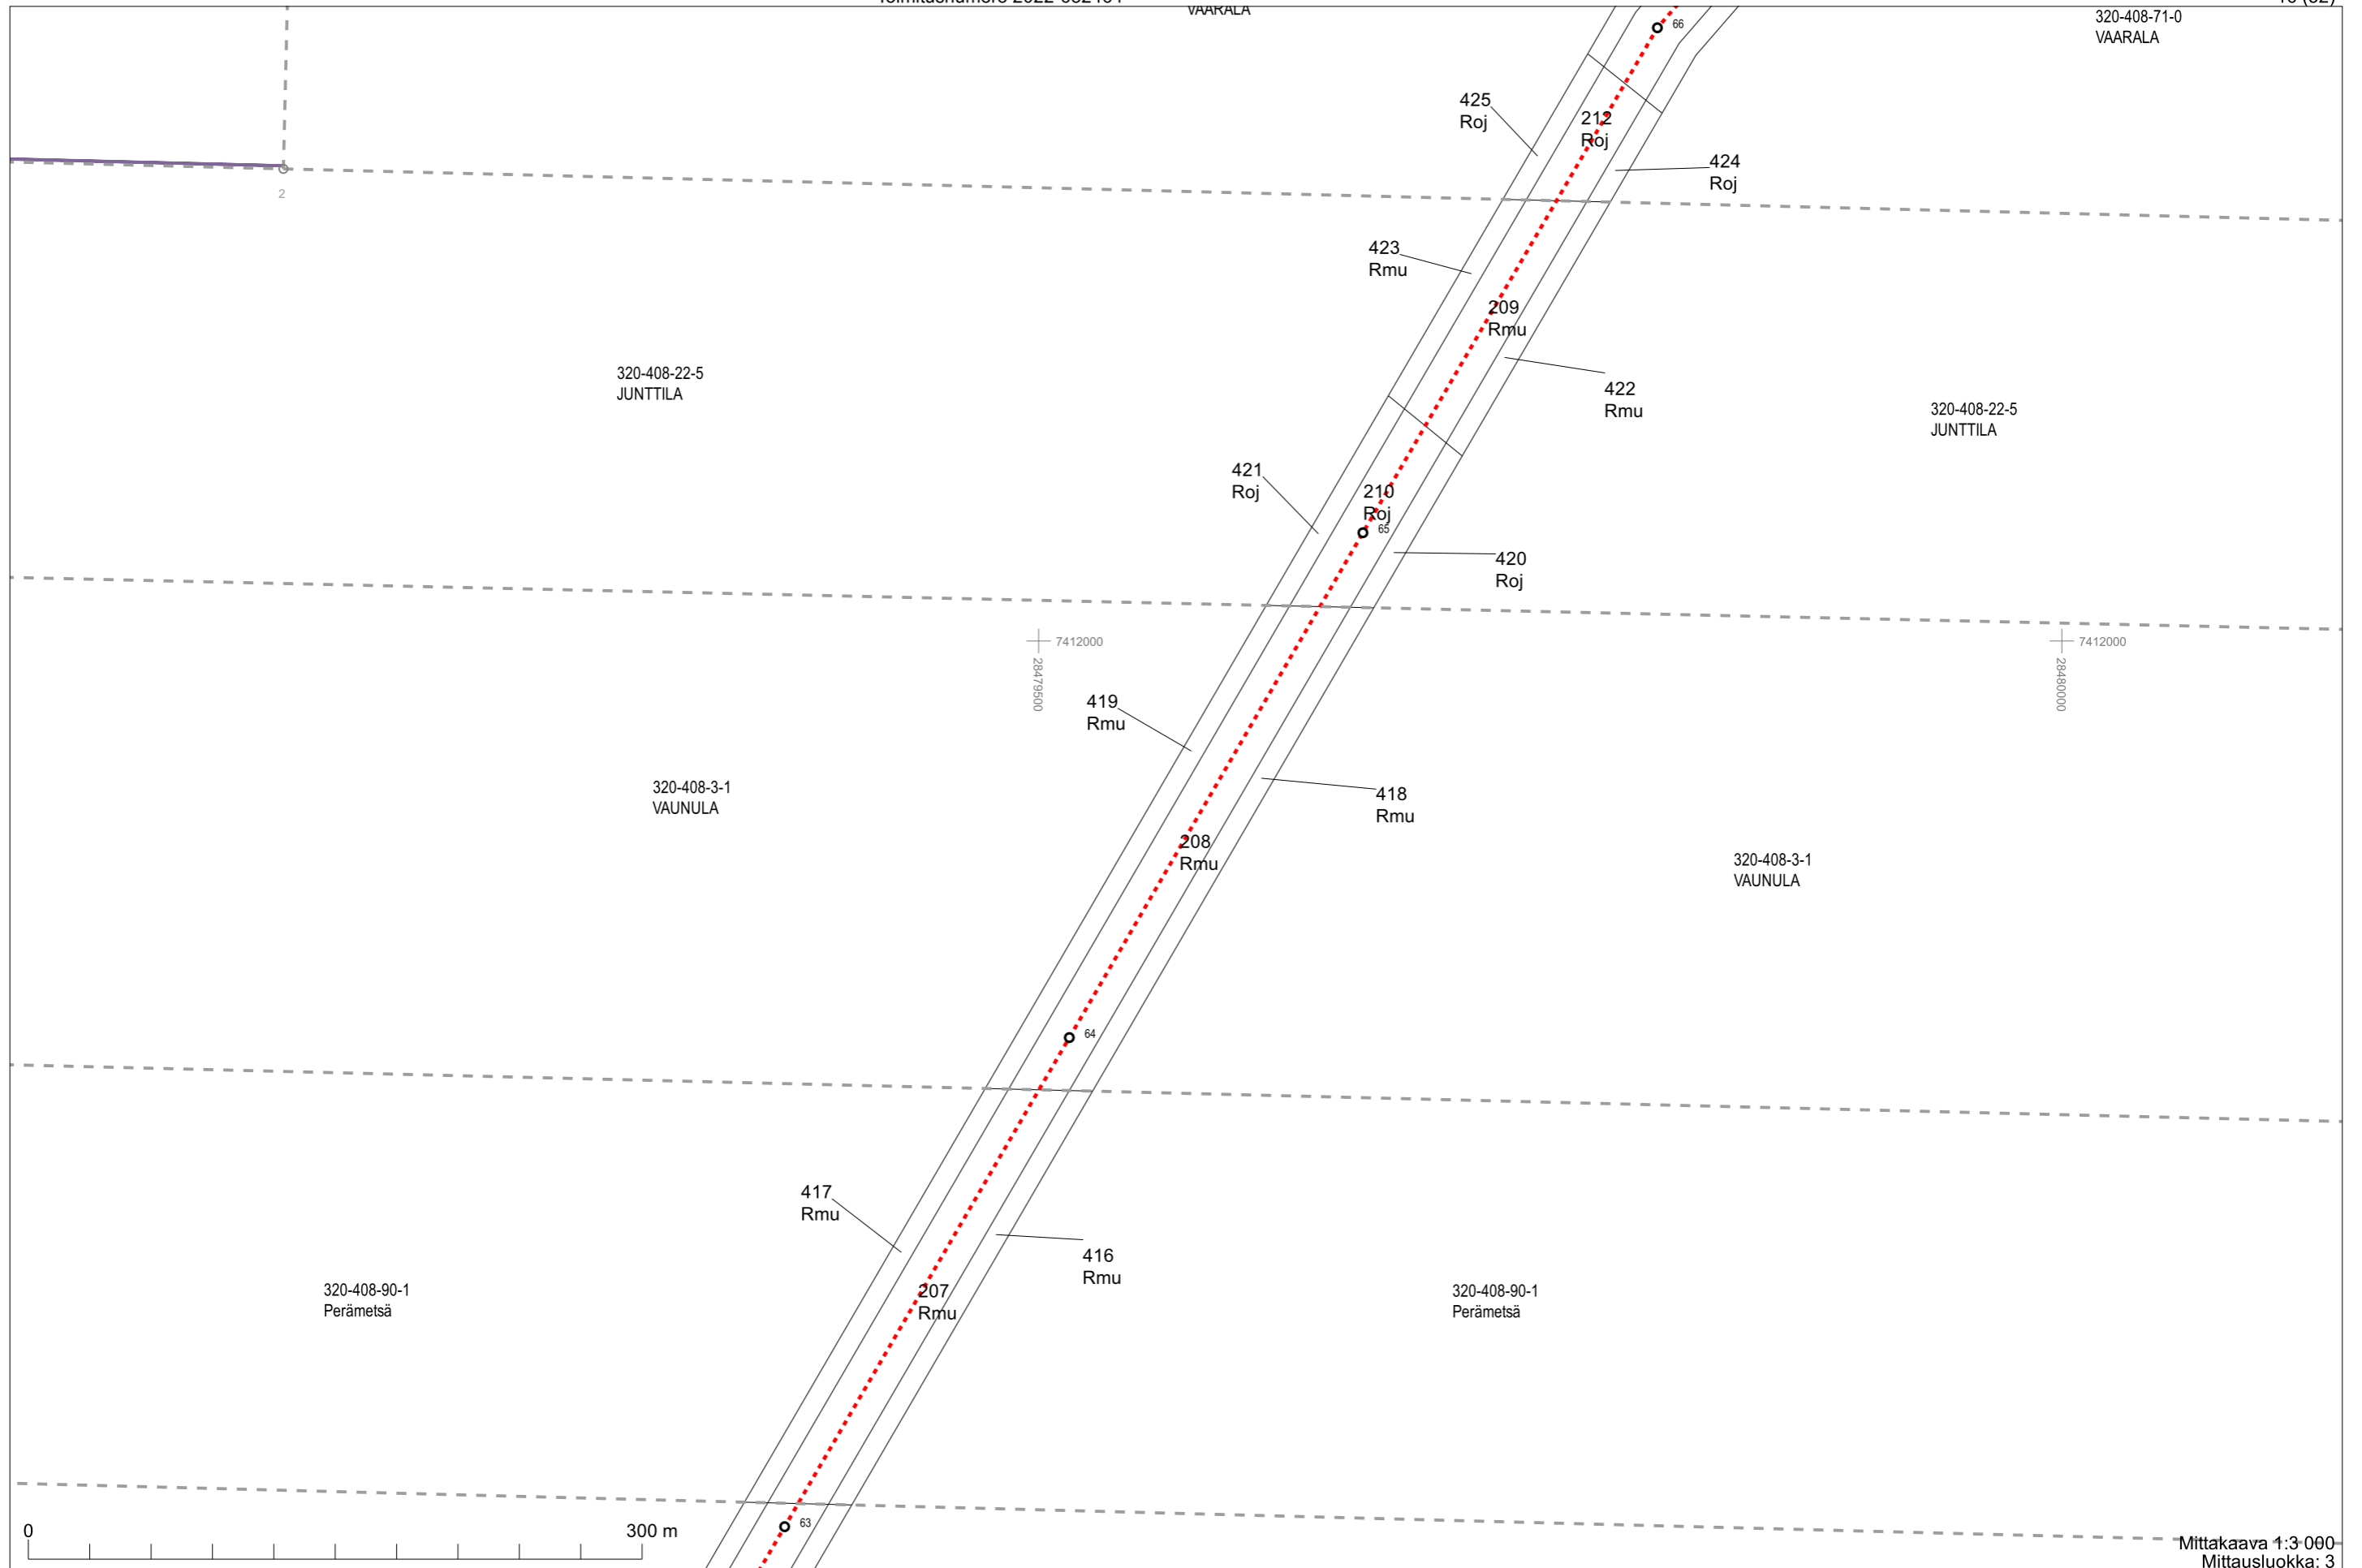 VAARALA
320-408-71-0
VAARALA
66
425
Roj
212
Roj
424
Roj
2
423
Rmu
209
Rmu
320-408-22-5
JUNTTILA
422
Rmu
320-408-22-5
JUNTTILA
421
Roj
210
Roj
65
420
Roj
7412000
28479500
7412000
28480000
419
Rmu
418
Rmu
320-408-3-1
VAUNULA
208
Rmu
320-408-3-1
VAUNULA
64
417
Rmu
416
Rmu
320-408-90-1
Perämetsä
207
Rmu
320-408-90-1
Perämetsä
63
0 300 m
Mittakaava 1:3 000
Mittausluokka: 3